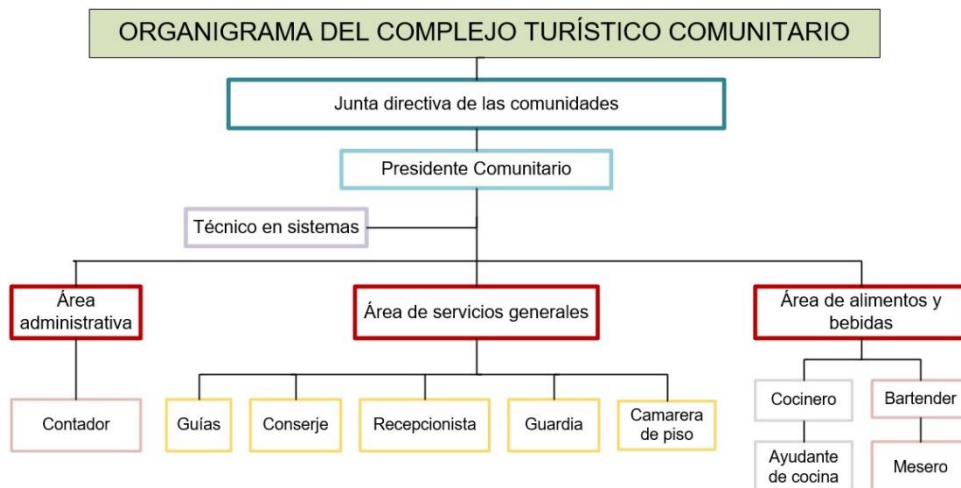 ORGANIGRAMA DEL COMPLEJO TURÍSTICO COMUNITARIO
Junta directiva de las comunidades
Presidente Comunitario
Técnico en sistemas
Área
administrativa
Área de servicios generales
Área de alimentos y
bebidas
Contador
Guías
Conserje
Recepcionista
Guardia
Camarera
de piso
Cocinero
Bartender
Ayudante
de cocina
Mesero